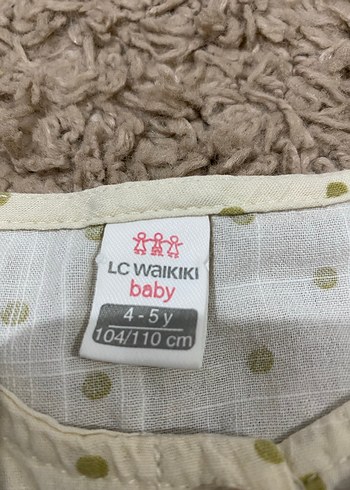 LC WAIKIKI
baby
4 - 5 y
104/110 cm